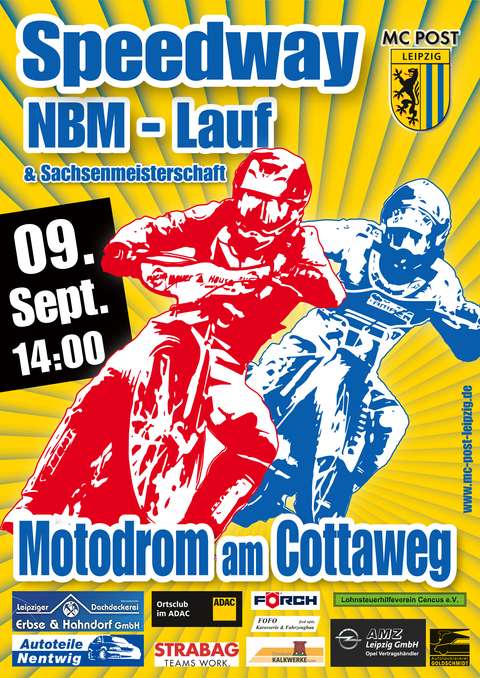 Speedway
MC POST
LEIPZIG
NBM - Lauf
& Sachsenmeisterschaft
09.
Sept.
14:00
www.mc-post-leipzig.de
Motodrom am Cottaweg
Leipziger Dachdeckerei
Erbse & Hahndorf GmbH
Ortsclub
im ADAC
ADAC
FÖRCH
Lohnsteuerhilfeverein Cencus e.V.
FOFO
Karosserie & Fahrzeugbau
Autoteile
Nentwig
STRABAG
TEAMS WORK.
KALKWERKE
AMZ
Leipzig GmbH
Opel Vertragshändler
GOLDSCHMIDT